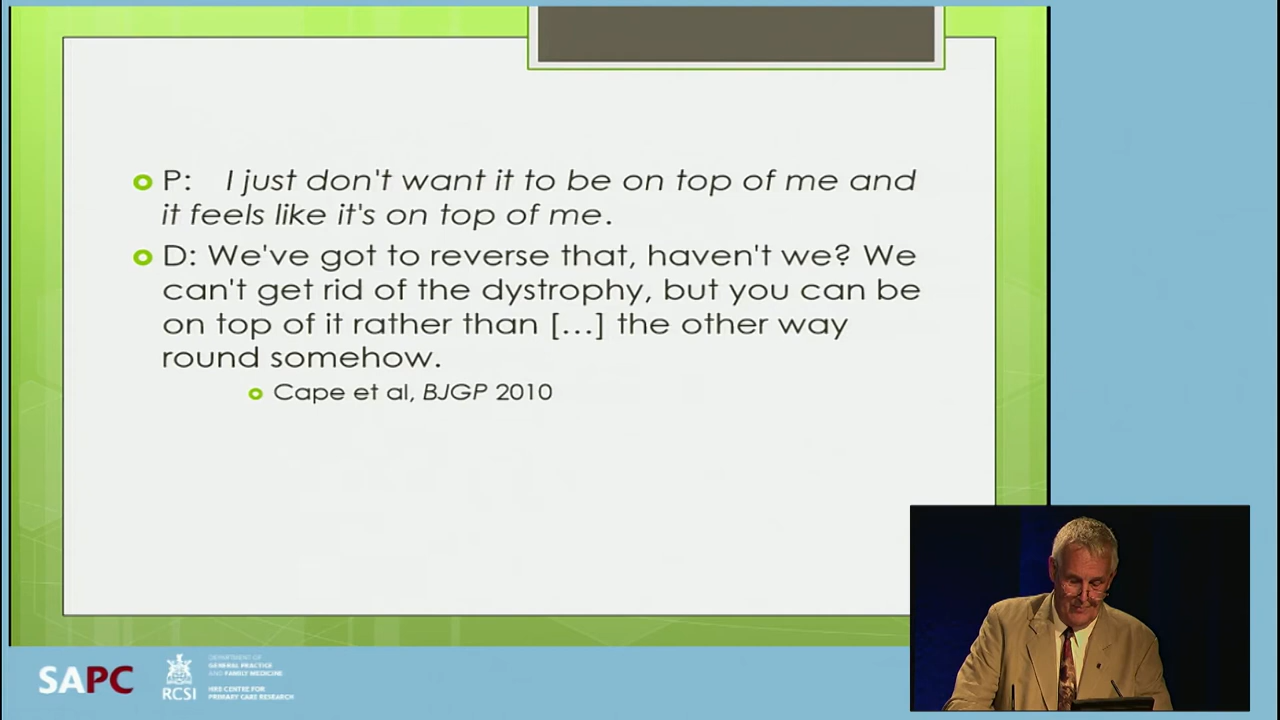 P: I just don't want it to be on top of me and
it feels like it's on top of me.
D: We've got to reverse that, haven't we? We
can't get rid of the dystrophy, but you can be
on top of it rather than [...] the other way
round somehow.
Cape et al, BJGP 2010
SAPC
RCSI
DEPARTMENT OF
GENERAL PRACTICE
AND FAMILY MEDICINE
HRB CENTRE FOR
PRIMARY CARE RESEARCH